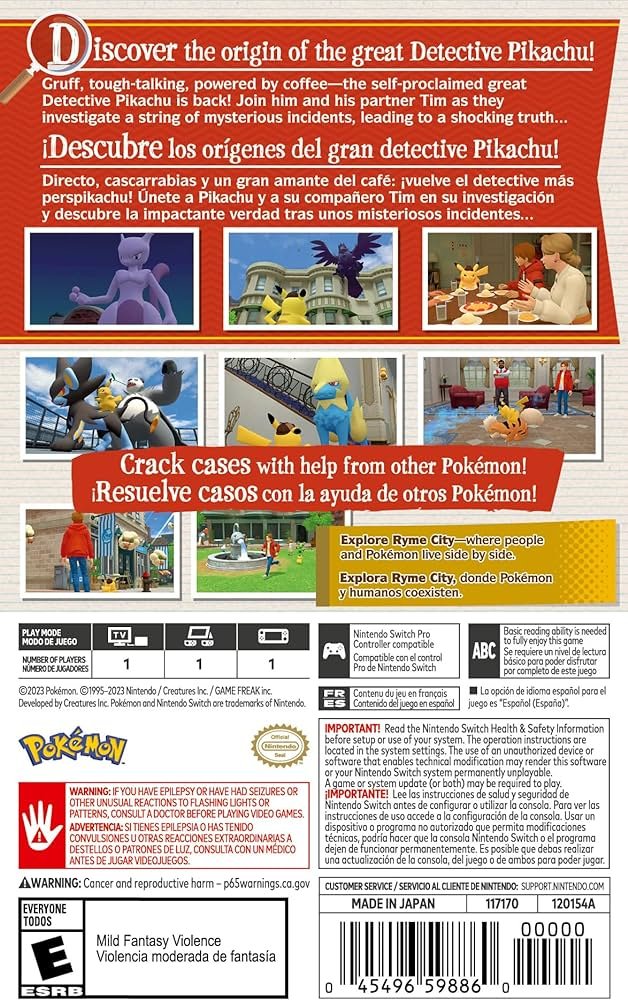 Discover the origin of the great Detective Pikachu!
Gruff, tough-talking, powered by coffee—the self-proclaimed great
Detective Pikachu is back! Join him and his partner Tim as they
investigate a string of mysterious incidents, leading to a shocking truth...
¡Descubre los orígenes del gran detective Pikachu!
Directo, cascarrabias y un gran amante del café: ¡vuelve el detective más
perspikachu! Únete a Pikachu y a su compañero Tim en su investigación
y descubre la impactante verdad tras unos misteriosos incidentes...
Crack cases with help from other Pokémon!
¡Resuelve casos con la ayuda de otros Pokémon!
Explore Ryme City—where people
and Pokémon live side by side.
Explora Ryme City, donde Pokémon
y humanos coexisten.
PLAY MODE
MODO DE JUEGO
TV
NUMBER OF PLAYERS
NÚMERO DE JUGADORES
1
1
1
Nintendo Switch Pro
Controller compatible
Compatible con el control
Pro de Nintendo Switch
ABC
Basic reading ability is needed
to fully enjoy this game
Se requiere un nivel de lectura
básico para poder disfrutar
por completo de este juego
FR
ES
Contenu du jeu en français
Contenido del juego en español
La opción de idioma español para el
juego es "Español (España)".
©2023 Pokémon. ©1995-2023 Nintendo / Creatures Inc. / GAME FREAK inc.
Developed by Creatures Inc. Pokémon and Nintendo Switch are trademarks of Nintendo.
POKéMON
Official
Nintendo
Seal
IMPORTANT! Read the Nintendo Switch Health & Safety Information
before setup or use of your system. The operation instructions are
located in the system settings. The use of an unauthorized device or
software that enables technical modification may render this software
or your Nintendo Switch system permanently unplayable.
A game or system update (or both) may be required to play.
¡IMPORTANTE! Lee las instrucciones de salud y seguridad de
Nintendo Switch antes de configurar o utilizar la consola. Para ver las
instrucciones de uso accede a la configuración de la consola. Usar un
dispositivo o programa no autorizado que permita modificaciones
técnicas, podría hacer que la consola Nintendo Switch o el programa
dejen de funcionar permanentemente. Es posible que debas realizar
una actualización de la consola, del juego o de ambos para poder jugar.
WARNING: IF YOU HAVE EPILEPSY OR HAVE HAD SEIZURES OR
OTHER UNUSUAL REACTIONS TO FLASHING LIGHTS OR
PATTERNS, CONSULT A DOCTOR BEFORE PLAYING VIDEO GAMES.
ADVERTENCIA: SI TIENES EPILEPSIA O HAS TENIDO
CONVULSIONES U OTRAS REACCIONES EXTRAORDINARIAS A
DESTELLOS O PATRONES DE LUZ, CONSULTA CON UN MÉDICO
ANTES DE JUGAR VIDEOJUEGOS.
WARNING: Cancer and reproductive harm – p65warnings.ca.gov
CUSTOMER SERVICE / SERVICIO AL CLIENTE DE NINTENDO: SUPPORT.NINTENDO.COM
MADE IN JAPAN
117170
120154A
EVERYONE
TODOS
E
ESRB
Mild Fantasy Violence
Violencia moderada de fantasía
00000
0 45496 59886 0